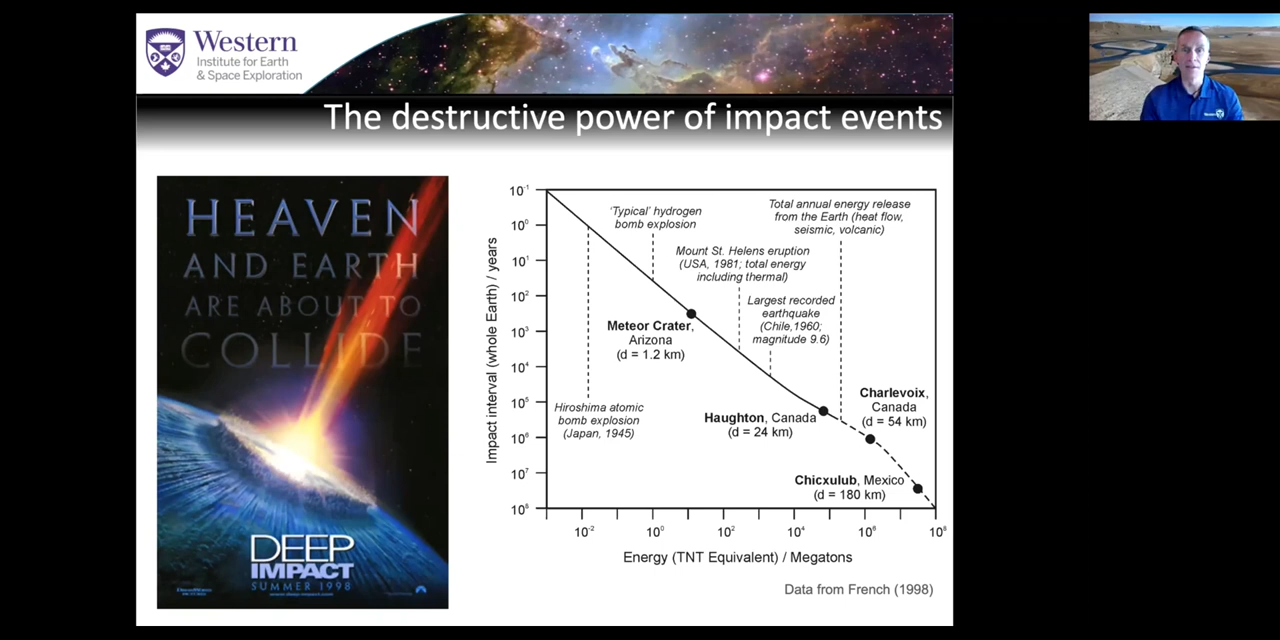 Western
Institute for Earth
& Space Exploration
The destructive power of impact events
HEAVEN
AND EARTH
ARE ABOUT TO
COLLIDE
DEEP
IMPACT
SUMMER 1998
www.deep-impact.com
Impact interval (whole Earth) / years
10⁻¹
10⁰
10¹
10²
10³
10⁴
10⁵
10⁶
10⁷
10⁸
'Typical' hydrogen
bomb explosion
Total annual energy release
from the Earth (heat flow,
seismic, volcanic)
Mount St. Helens eruption
(USA, 1981; total energy
including thermal)
Largest recorded
earthquake
(Chile,1960;
magnitude 9.6)
Meteor Crater,
Arizona
(d = 1.2 km)
Hiroshima atomic
bomb explosion
(Japan, 1945)
Haughton, Canada
(d = 24 km)
Charlevoix,
Canada
(d = 54 km)
Chicxulub, Mexico
(d = 180 km)
10⁻² 10⁰ 10² 10⁴ 10⁶ 10⁸
Energy (TNT Equivalent) / Megatons
Data from French (1998)